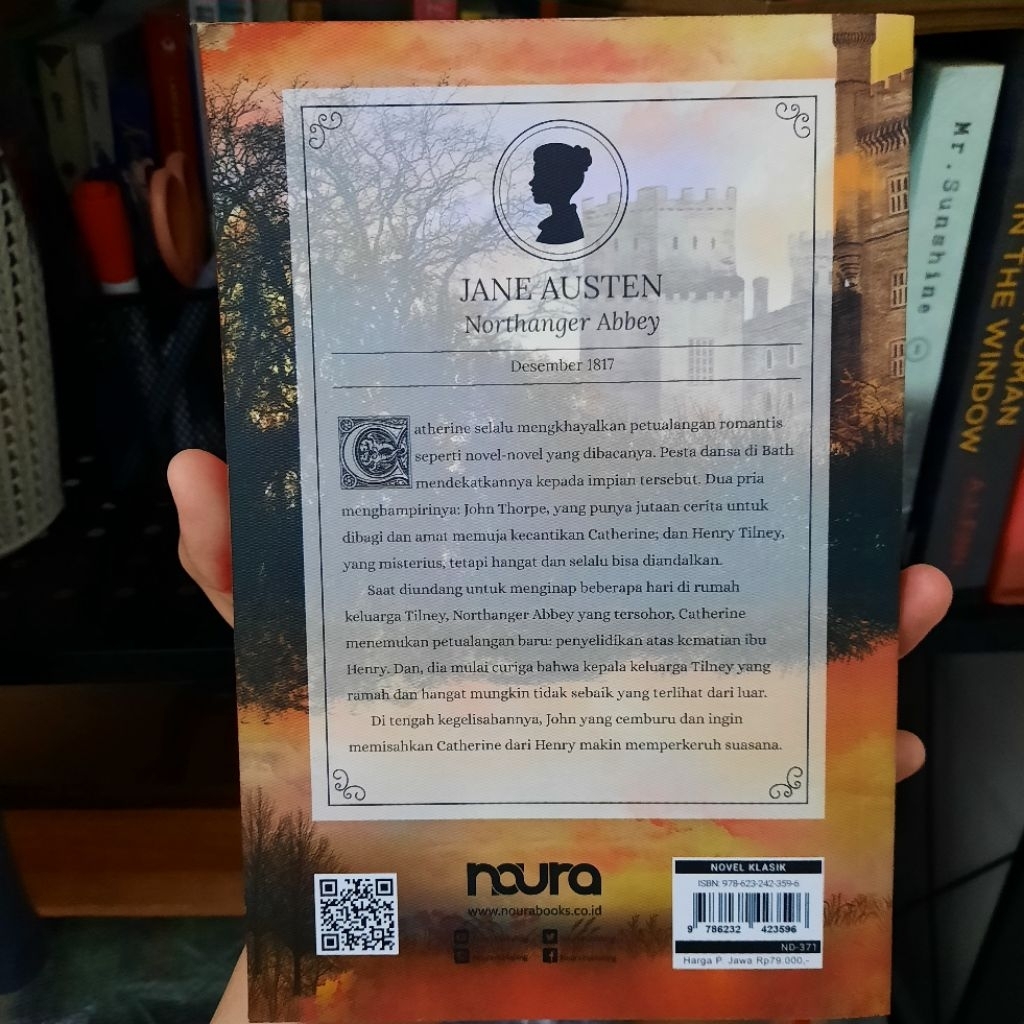 JANE AUSTEN
Northanger Abbey
Desember 1817
Catherine selalu mengkhayalkan petualangan romantis
seperti novel-novel yang dibacanya. Pesta dansa di Bath
mendekatkannya kepada impian tersebut. Dua pria
menghampirinya: John Thorpe, yang punya jutaan cerita untuk
dibagi dan amat memuja kecantikan Catherine; dan Henry Tilney,
yang misterius, tetapi hangat dan selalu bisa diandalkan.
Saat diundang untuk menginap beberapa hari di rumah
keluarga Tilney, Northanger Abbey yang tersohor, Catherine
menemukan petualangan baru: penyelidikan atas kematian ibu
Henry. Dan, dia mulai curiga bahwa kepala keluarga Tilney yang
ramah dan hangat mungkin tidak sebaik yang terlihat dari luar.
Di tengah kegelisahannya, John yang cemburu dan ingin
memisahkan Catherine dari Henry makin memperkeruh suasana.
noura
www.nourabooks.co.id
NOVEL KLASIK
ISBN: 978-623-242-359-6
9 786232 423596
ND-371
Harga P. Jawa Rp79.000,-
Mr. Sunshine
IN THE WINDOW